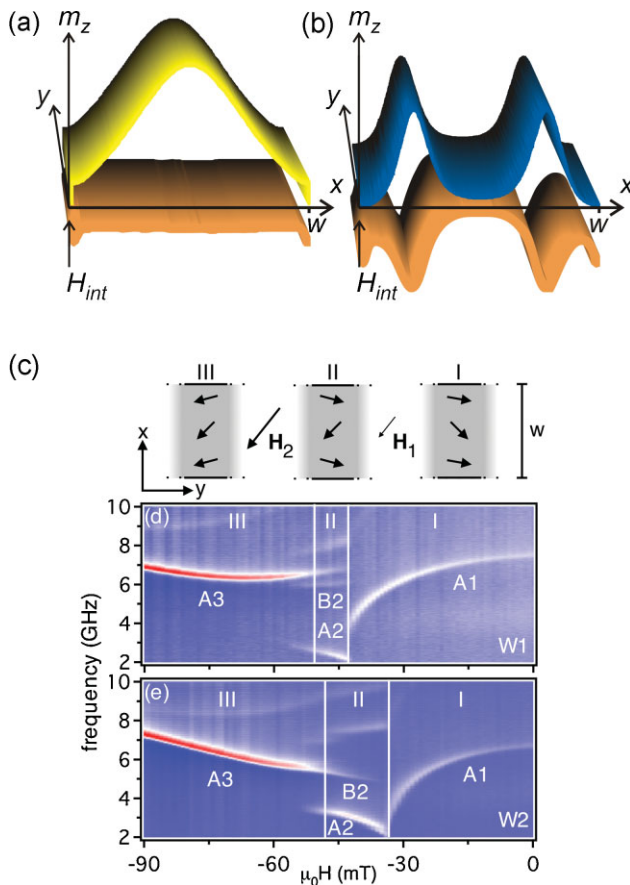 (a)
m_z
y
x
w
H_int
(b)
m_z
y
x
w
H_int
(c)
III
II
I
H_2
H_1
w
x
y
frequency (GHz)
(d)
III
II
I
10
8
6
4
2
A3
B2
A2
A1
W1
(e)
III
II
I
10
8
6
4
2
A3
B2
A2
A1
W2
-90
-60
-30
0
μ_0H (mT)